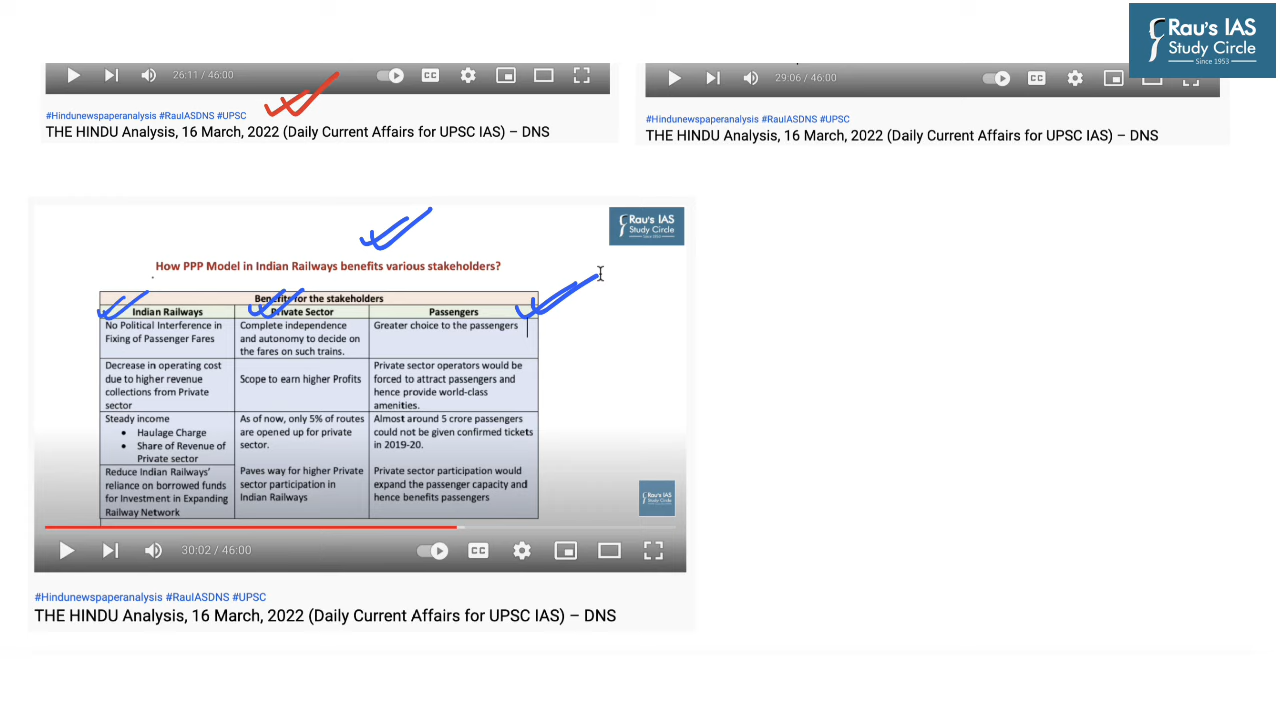 Rau's IAS
Study Circle
Since 1953
26:11 / 46:00
CC
29:06 / 46:00
CC
#Hindunewspaperanalysis #RauIASDNS #UPSC
THE HINDU Analysis, 16 March, 2022 (Daily Current Affairs for UPSC IAS) – DNS
#Hindunewspaperanalysis #RauIASDNS #UPSC
THE HINDU Analysis, 16 March, 2022 (Daily Current Affairs for UPSC IAS) – DNS
Rau's IAS
Study Circle
How PPP Model in Indian Railways benefits various stakeholders?
Benefits for the stakeholders
Indian Railways
Private Sector
Passengers
No Political Interference in
Fixing of Passenger Fares
Complete independence
and autonomy to decide on
the fares on such trains.
Greater choice to the passengers
Decrease in operating cost
due to higher revenue
collections from Private
sector
Scope to earn higher Profits
Private sector operators would be
forced to attract passengers and
hence provide world-class
amenities.
Steady income
• Haulage Charge
• Share of Revenue of
Private sector
As of now, only 5% of routes
are opened up for private
sector.
Almost around 5 crore passengers
could not be given confirmed tickets
in 2019-20.
Reduce Indian Railways'
reliance on borrowed funds
for Investment in Expanding
Railway Network
Paves way for higher Private
sector participation in
Indian Railways
Private sector participation would
expand the passenger capacity and
hence benefits passengers
Rau's IAS
Study Circle
30:02 / 46:00
CC
#Hindunewspaperanalysis #RauIASDNS #UPSC
THE HINDU Analysis, 16 March, 2022 (Daily Current Affairs for UPSC IAS) – DNS